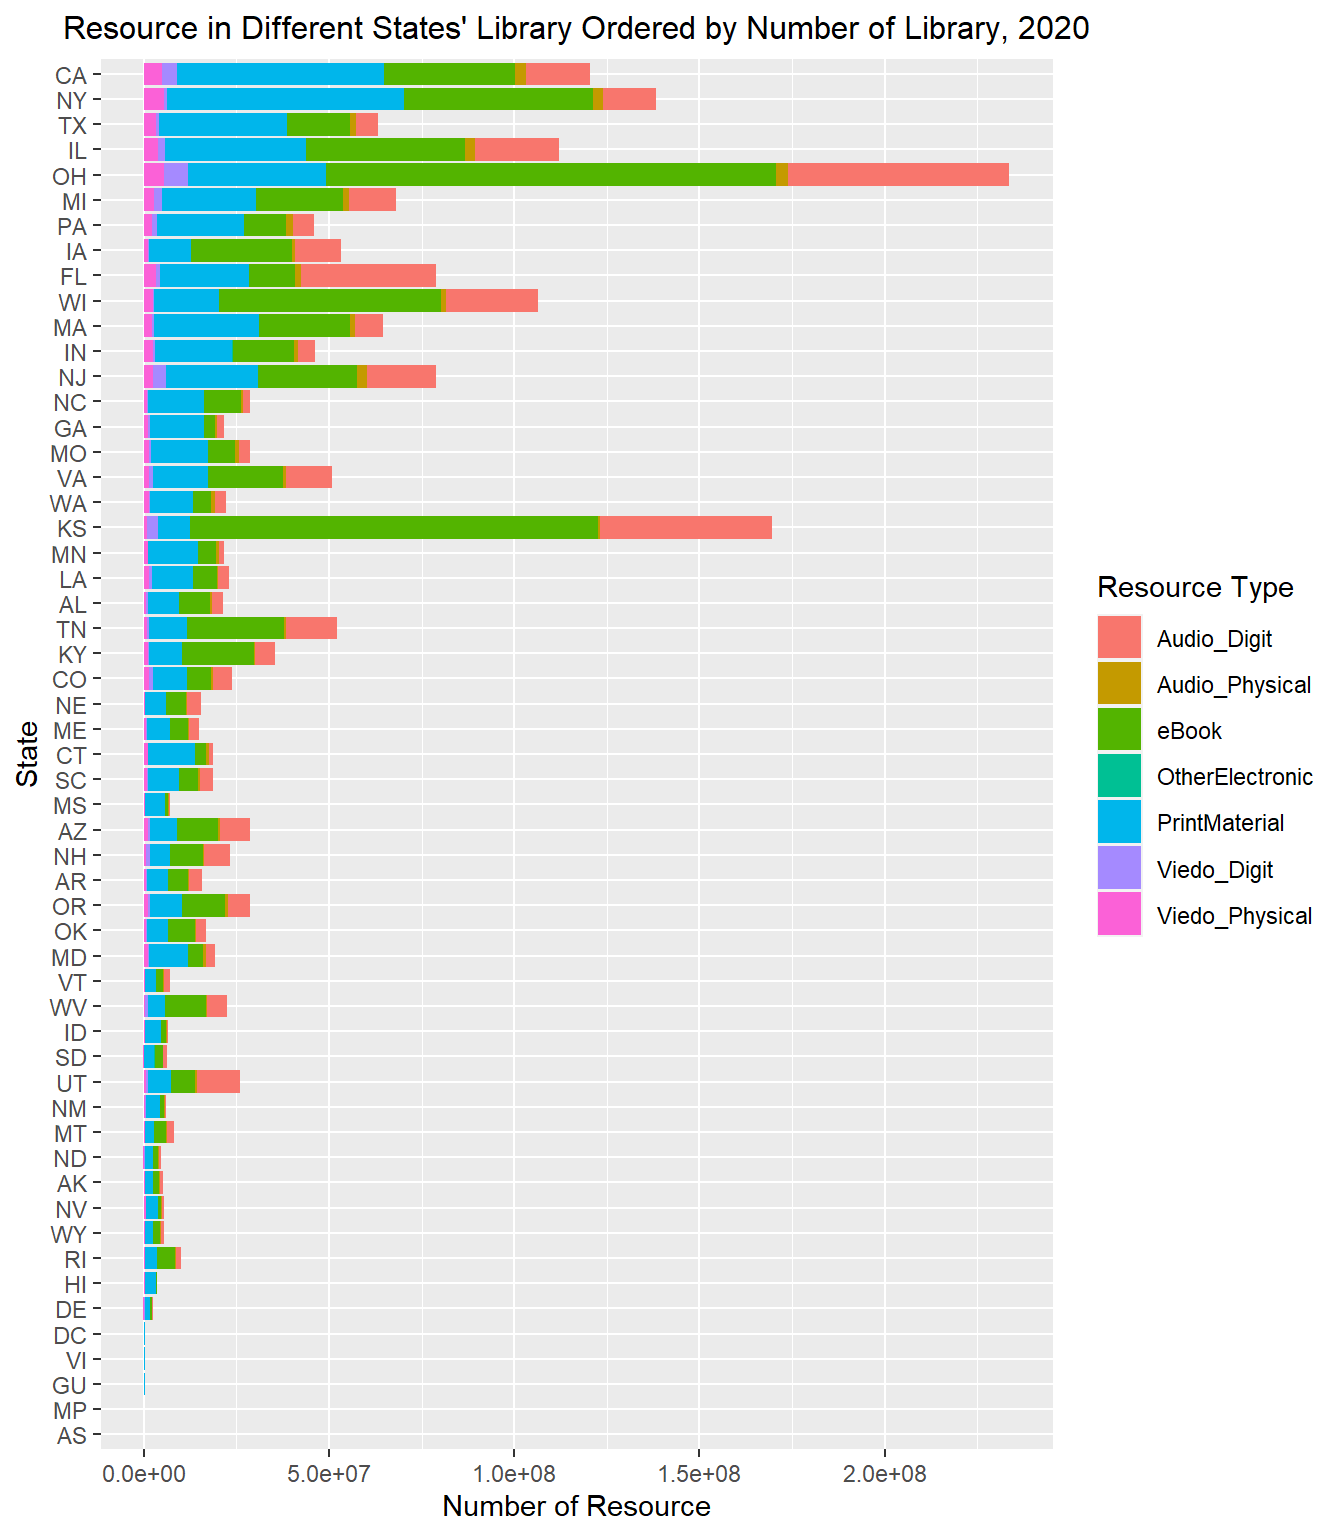 Resource in Different States' Library Ordered by Number of Library, 2020
CA
NY
TX
IL
OH
MI
PA
IA
FL
WI
MA
IN
NJ
NC
GA
MO
VA
WA
KS
MN
LA
AL
TN
KY
CO
NE
ME
CT
SC
MS
AZ
NH
AR
OR
OK
MD
VT
WV
ID
SD
UT
NM
MT
ND
AK
NV
WY
RI
HI
DE
DC
VI
GU
MP
AS
State
0.0e+00 5.0e+07 1.0e+08 1.5e+08 2.0e+08
Number of Resource
Resource Type
Audio_Digit
Audio_Physical
eBook
OtherElectronic
PrintMaterial
Viedo_Digit
Viedo_Physical